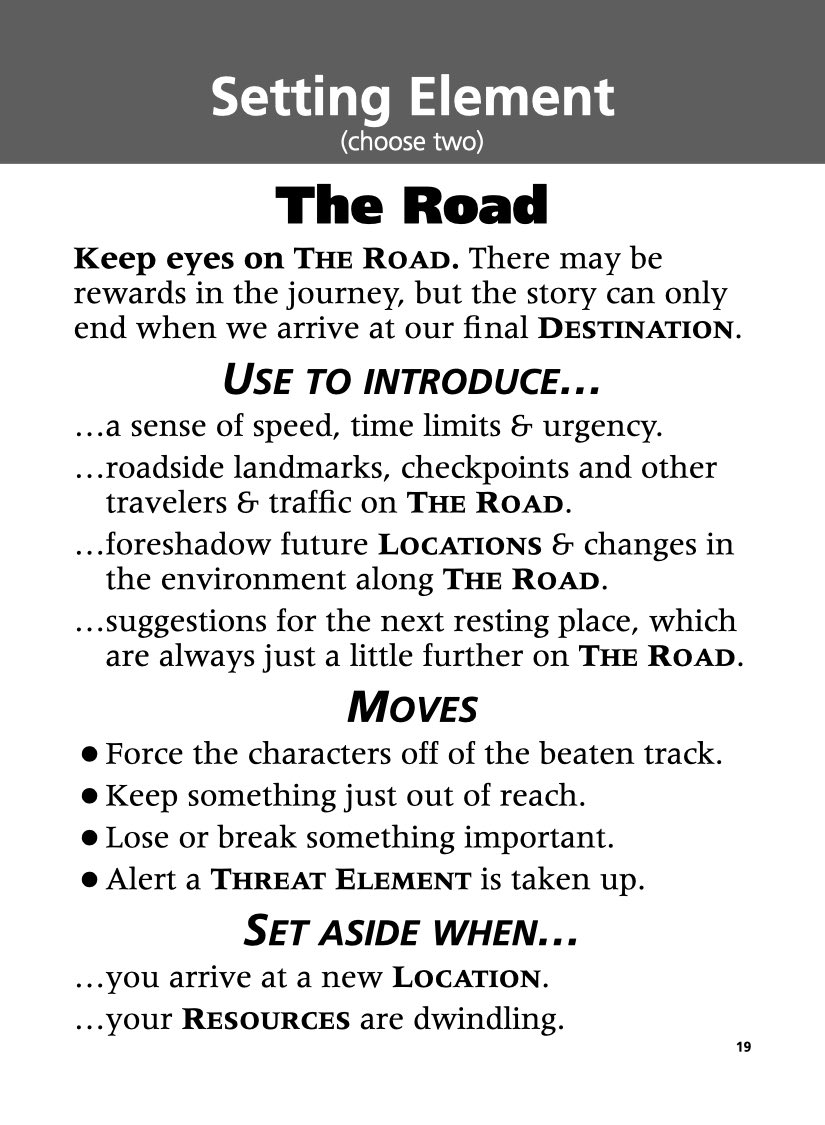 Setting Element
(choose two)
The Road
Keep eyes on THE ROAD. There may be
rewards in the journey, but the story can only
end when we arrive at our final DESTINATION.
USE TO INTRODUCE…
…a sense of speed, time limits & urgency.
…roadside landmarks, checkpoints and other
travelers & traffic on THE ROAD.
…foreshadow future LOCATIONS & changes in
the environment along THE ROAD.
…suggestions for the next resting place, which
are always just a little further on THE ROAD.
MOVES
● Force the characters off of the beaten track.
● Keep something just out of reach.
● Lose or break something important.
● Alert a THREAT ELEMENT is taken up.
SET ASIDE WHEN…
…you arrive at a new LOCATION.
…your RESOURCES are dwindling.
19